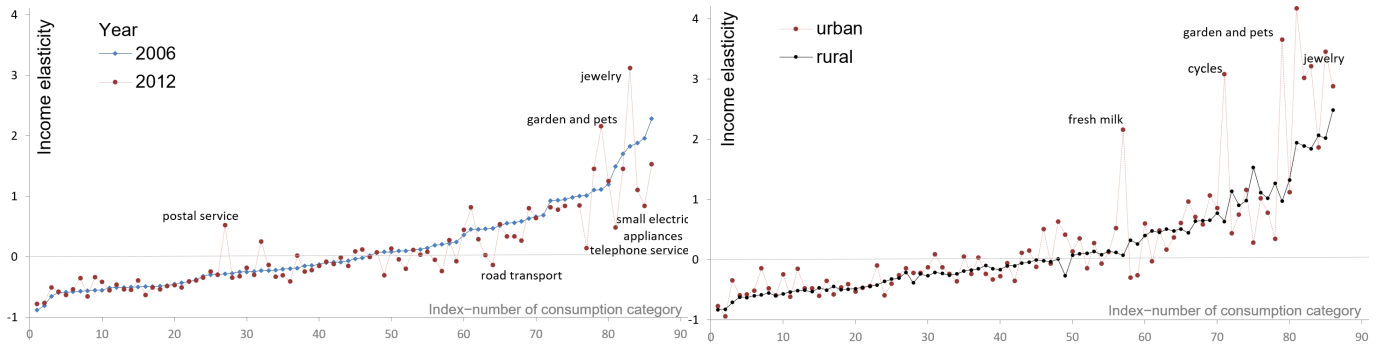 Income elasticity
Year
2006
2012
4
3
2
1
0
-1
0 10 20 30 40 50 60 70 80 90
postal service
garden and pets
jewelry
road transport
small electric
appliances
telephone service
Index−number of consumption category
Income elasticity
urban
rural
4
3
2
1
0
-1
0 10 20 30 40 50 60 70 80 90
fresh milk
cycles
garden and pets
jewelry
Index−number of consumption category